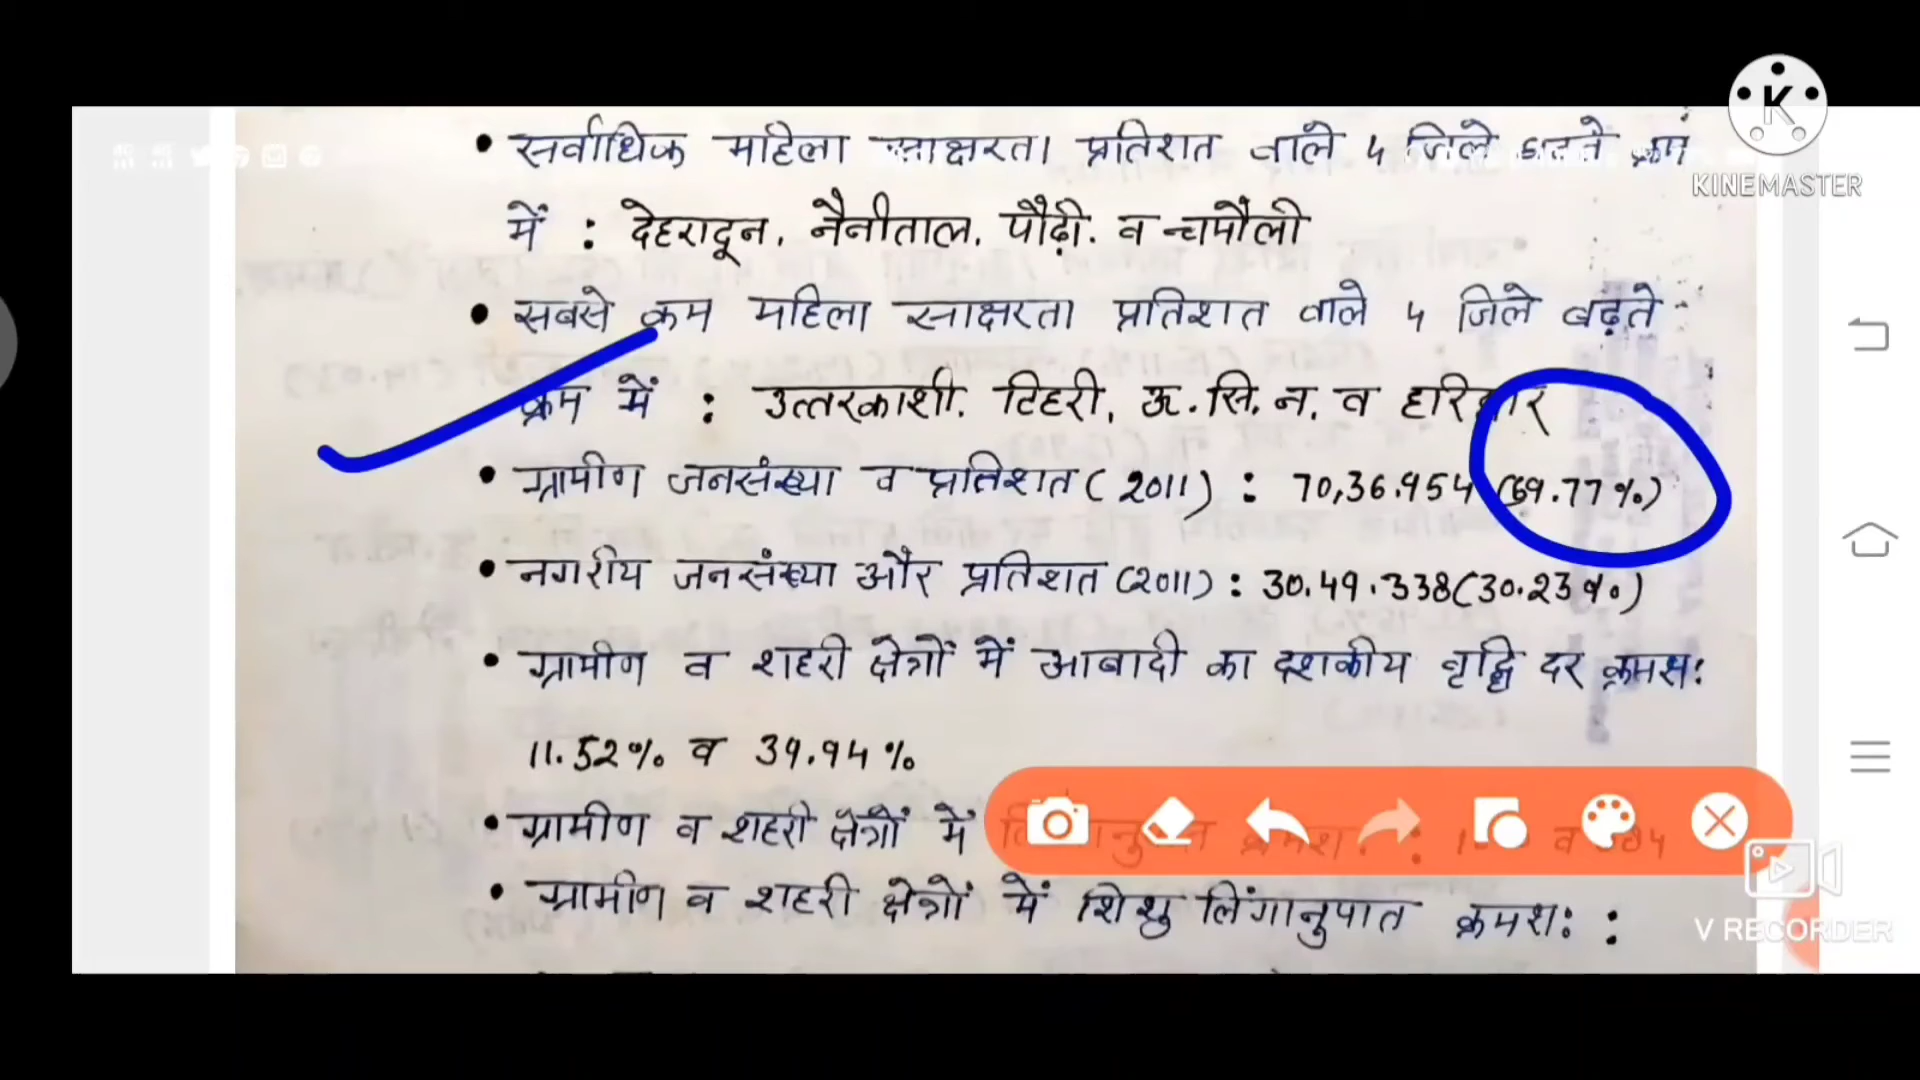 • सर्वाधिक महिला साक्षरता प्रतिशत वाले 4 जिले घटते क्रम
में : देहरादून, नैनीताल, पौढ़ी. व चमौली
• सबसे कम महिला साक्षरता प्रतिशत वाले 4 जिले बढ़ते
क्रम में : उत्तरकाशी. टिहरी, ऊ. सि. न. व हरिद्वार
• ग्रामीण जनसंख्या व प्रतिशत (2011) : 70,36.954 (69.77%)
• नगरीय जनसंख्या और प्रतिशत (2011) : 30.49.338 (30.23%)
• ग्रामीण व शहरी क्षेत्रों में आबादी का दशकीय वृद्धि दर क्रमशः
11.52% व 39.94%
• ग्रामीण व शहरी क्षेत्रों में
• ग्रामीण व शहरी क्षेत्रों में शिशु लिंगानुपात क्रमशः :
K
KINEMASTER
V RECORDER